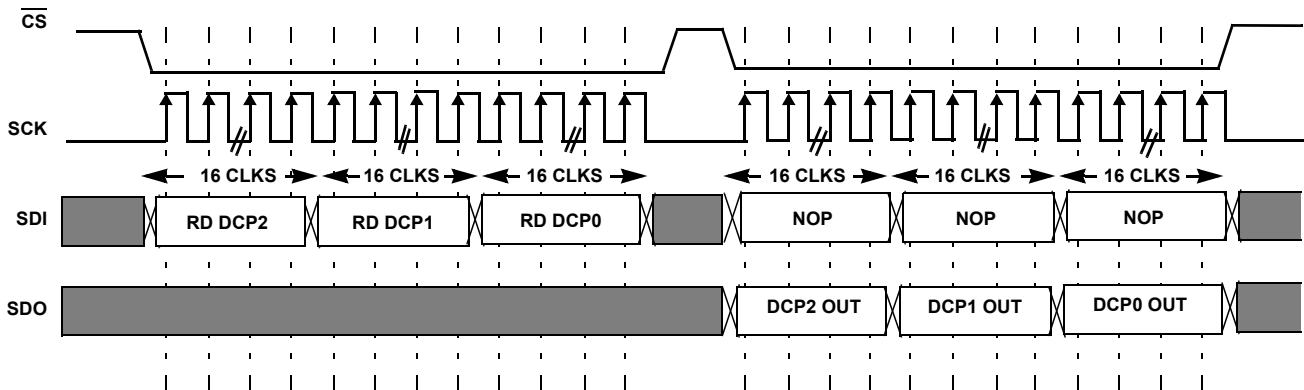 CS
SCK
16 CLKS 16 CLKS 16 CLKS 16 CLKS 16 CLKS 16 CLKS
SDI RD DCP2 RD DCP1 RD DCP0 NOP NOP NOP
SDO DCP2 OUT DCP1 OUT DCP0 OUT